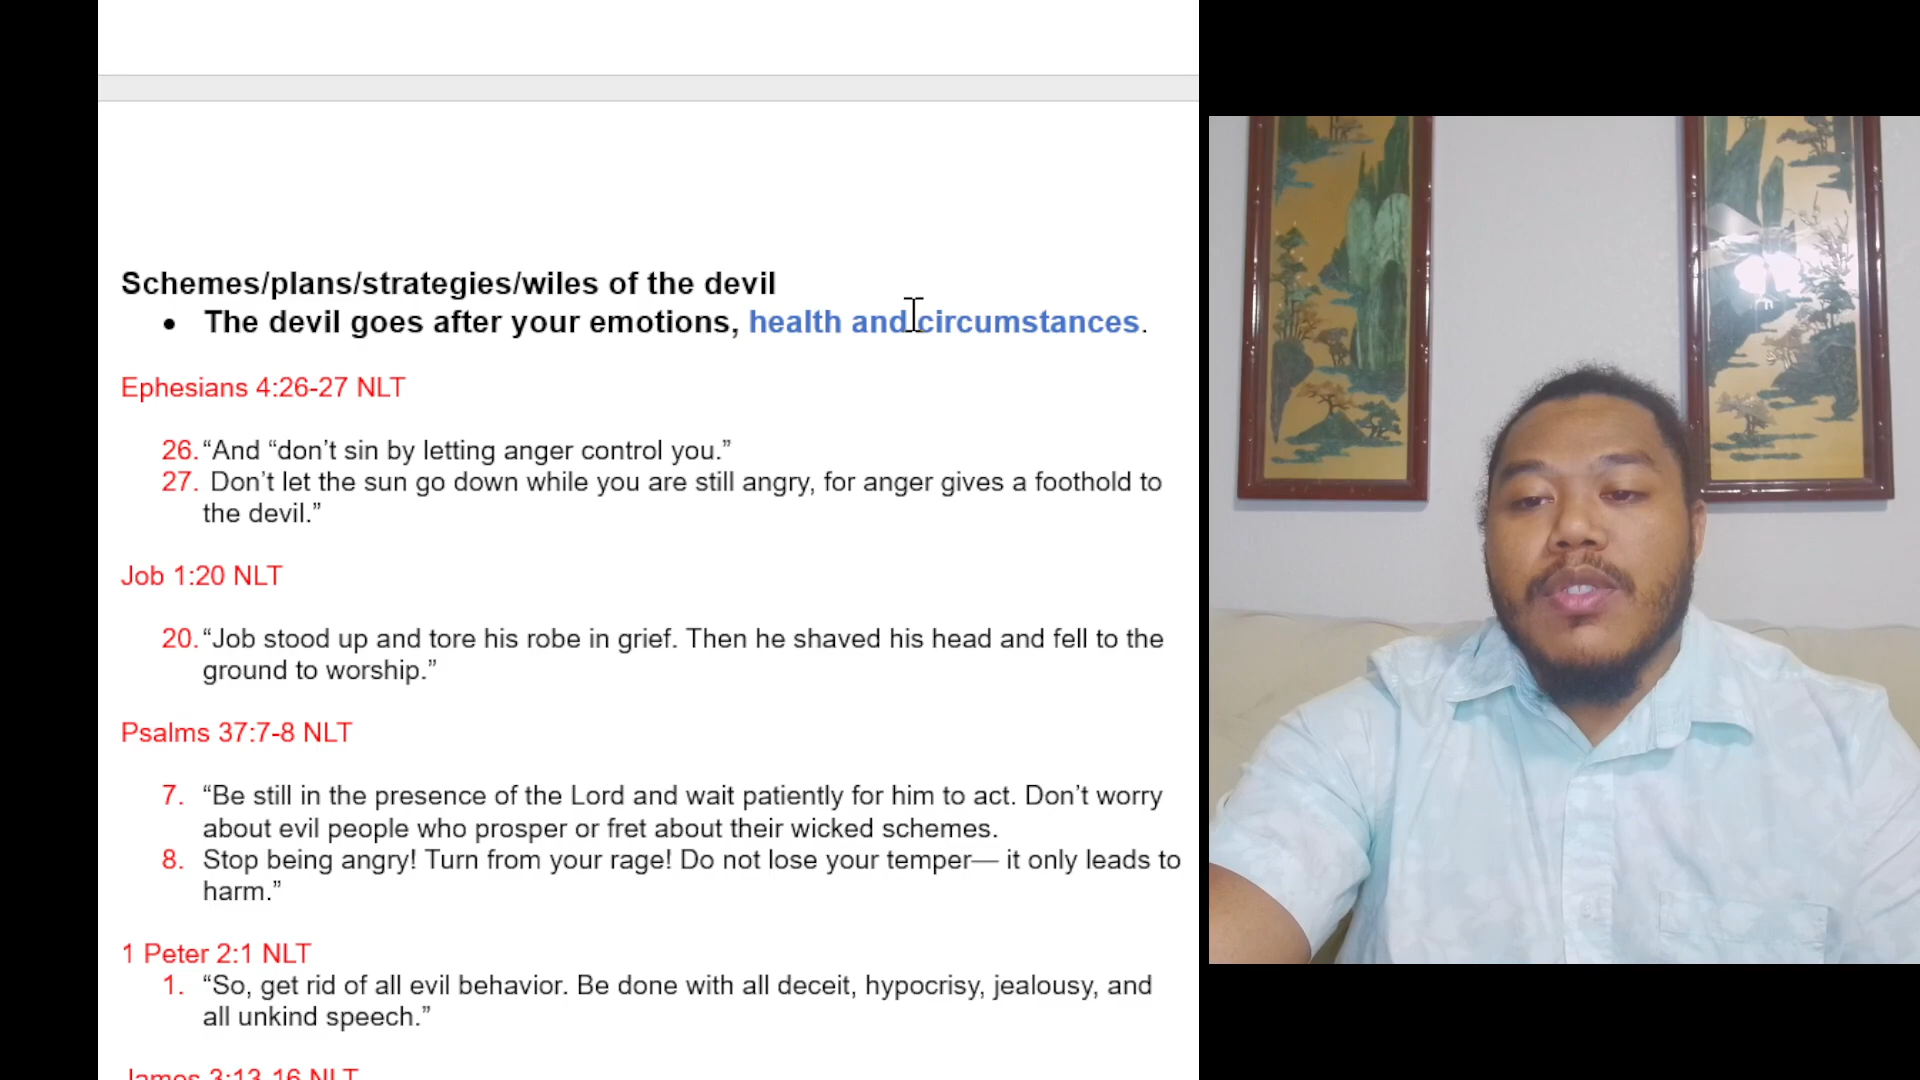 Schemes/plans/strategies/wiles of the devil
• The devil goes after your emotions, health and circumstances.
Ephesians 4:26-27 NLT
26. “And “don’t sin by letting anger control you.”
27. Don’t let the sun go down while you are still angry, for anger gives a foothold to
the devil.”
Job 1:20 NLT
20. “Job stood up and tore his robe in grief. Then he shaved his head and fell to the
ground to worship.”
Psalms 37:7-8 NLT
7. “Be still in the presence of the Lord and wait patiently for him to act. Don’t worry
about evil people who prosper or fret about their wicked schemes.
8. Stop being angry! Turn from your rage! Do not lose your temper— it only leads to
harm.”
1 Peter 2:1 NLT
1. “So, get rid of all evil behavior. Be done with all deceit, hypocrisy, jealousy, and
all unkind speech.”
James 3:13-16 NLT